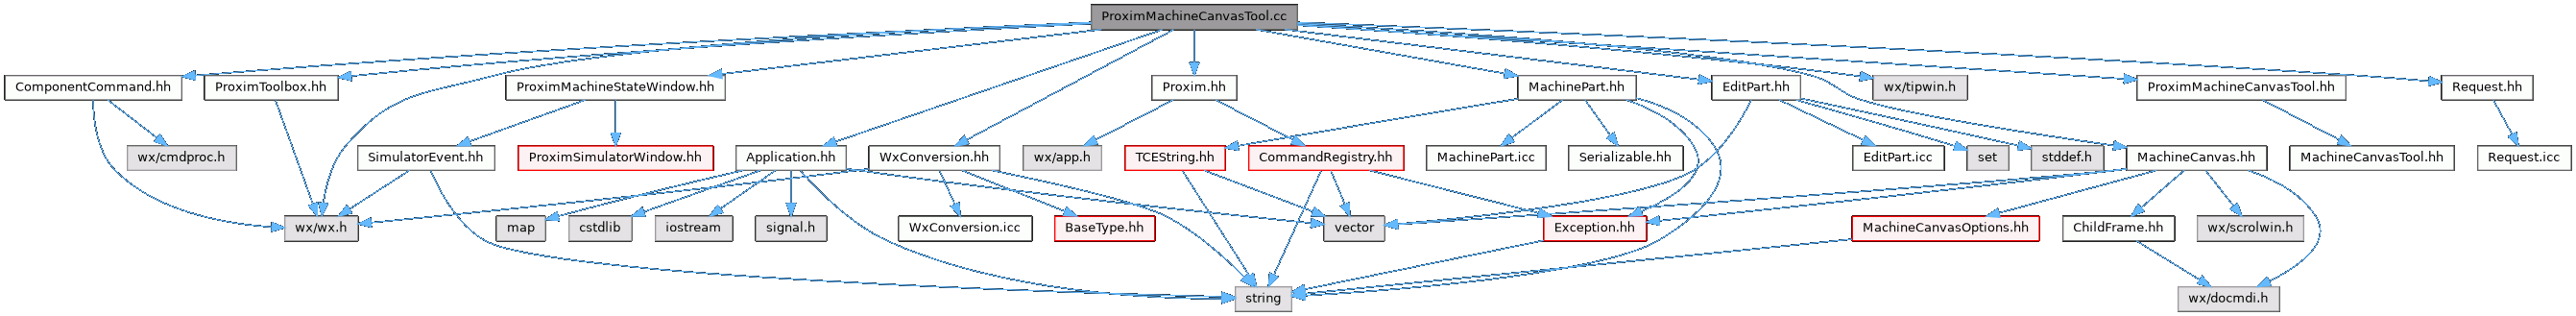 ProximMachineCanvasTool.cc
ComponentCommand.hh
ProximToolbox.hh
ProximMachineStateWindow.hh
Proxim.hh
MachinePart.hh
EditPart.hh
wx/tipwin.h
ProximMachineCanvasTool.hh
Request.hh
wx/cmdproc.h
SimulatorEvent.hh
ProximSimulatorWindow.hh
Application.hh
WxConversion.hh
wx/app.h
TCEString.hh
CommandRegistry.hh
MachinePart.icc
Serializable.hh
EditPart.icc
set
stddef.h
MachineCanvas.hh
MachineCanvasTool.hh
Request.icc
wx/wx.h
map
cstdlib
iostream
signal.h
WxConversion.icc
BaseType.hh
vector
Exception.hh
MachineCanvasOptions.hh
ChildFrame.hh
wx/scrolwin.h
string
wx/docmdi.h